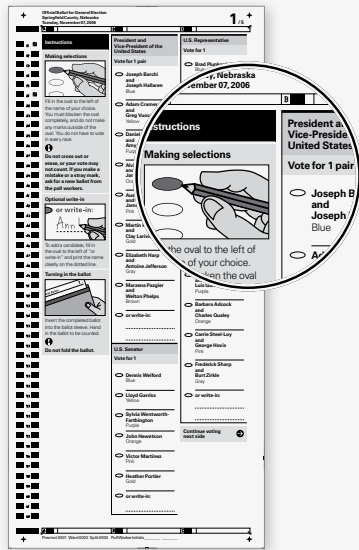 Official Ballot for General Election
Springfield County, Nebraska
Tuesday, November 07, 2006
1 / 5
Instructions
Making selections
Fill in the oval to the left of
the name of your choice.
You must blacken the oval
completely, and do not make
any marks outside of the
oval. You do not have to vote
in every race.
Do not cross out or
erase, or your vote may
not count. If you make a
mistake or stray mark,
ask for a new ballot from
the poll workers.
Optional write-in
or write-in:
Ann
To add a candidate, fill in
the oval to the left of "or
write-in" and print the name
clearly on the dotted line.
Turning in the ballot
Insert the completed ballot
into the ballot sleeve. Hand
in the ballot to be counted.
Do not fold the ballot.
President and
Vice-President of the
United States
Vote for 1 pair
Joseph Barchi
and
Joseph Hallaren
Blue
Adam Cramer
and
Greg
Yellow
Daniel
and
Amy
and
Martin
and
Clay
Gold
Elizabeth Harp
and
Antoine Jefferson
Gray
Marzena Pazgier
and
Welton Phelps
Brown
or write-in:
U.S. Senator
Vote for 1
Dennis Weiford
Blue
Lloyd Garriss
Yellow
Sylvia Wentworth-
Farthington
Purple
John Hewetson
Orange
Victor Martinez
Pink
Heather Portier
Gold
or write-in:
U.S. Representative
Vote for 1
Brad
Blue
Purple
Barbara Adcock
and
Charles Qualey
Orange
Carrie Steel-Loy
and
George Hovis
Pink
Frederick Sharp
and
Burt Zirkle
Gray
or write-in:
Continue voting
next side
Nebraska
07, 2006
B
Making selections
the oval to the left of
of your choice.
the oval
President
United States
Vote for 1 pair
Joseph
and
Joseph
Blue
Precinct 0001 Ward 0002 Split 0003 Poll Worker Initials